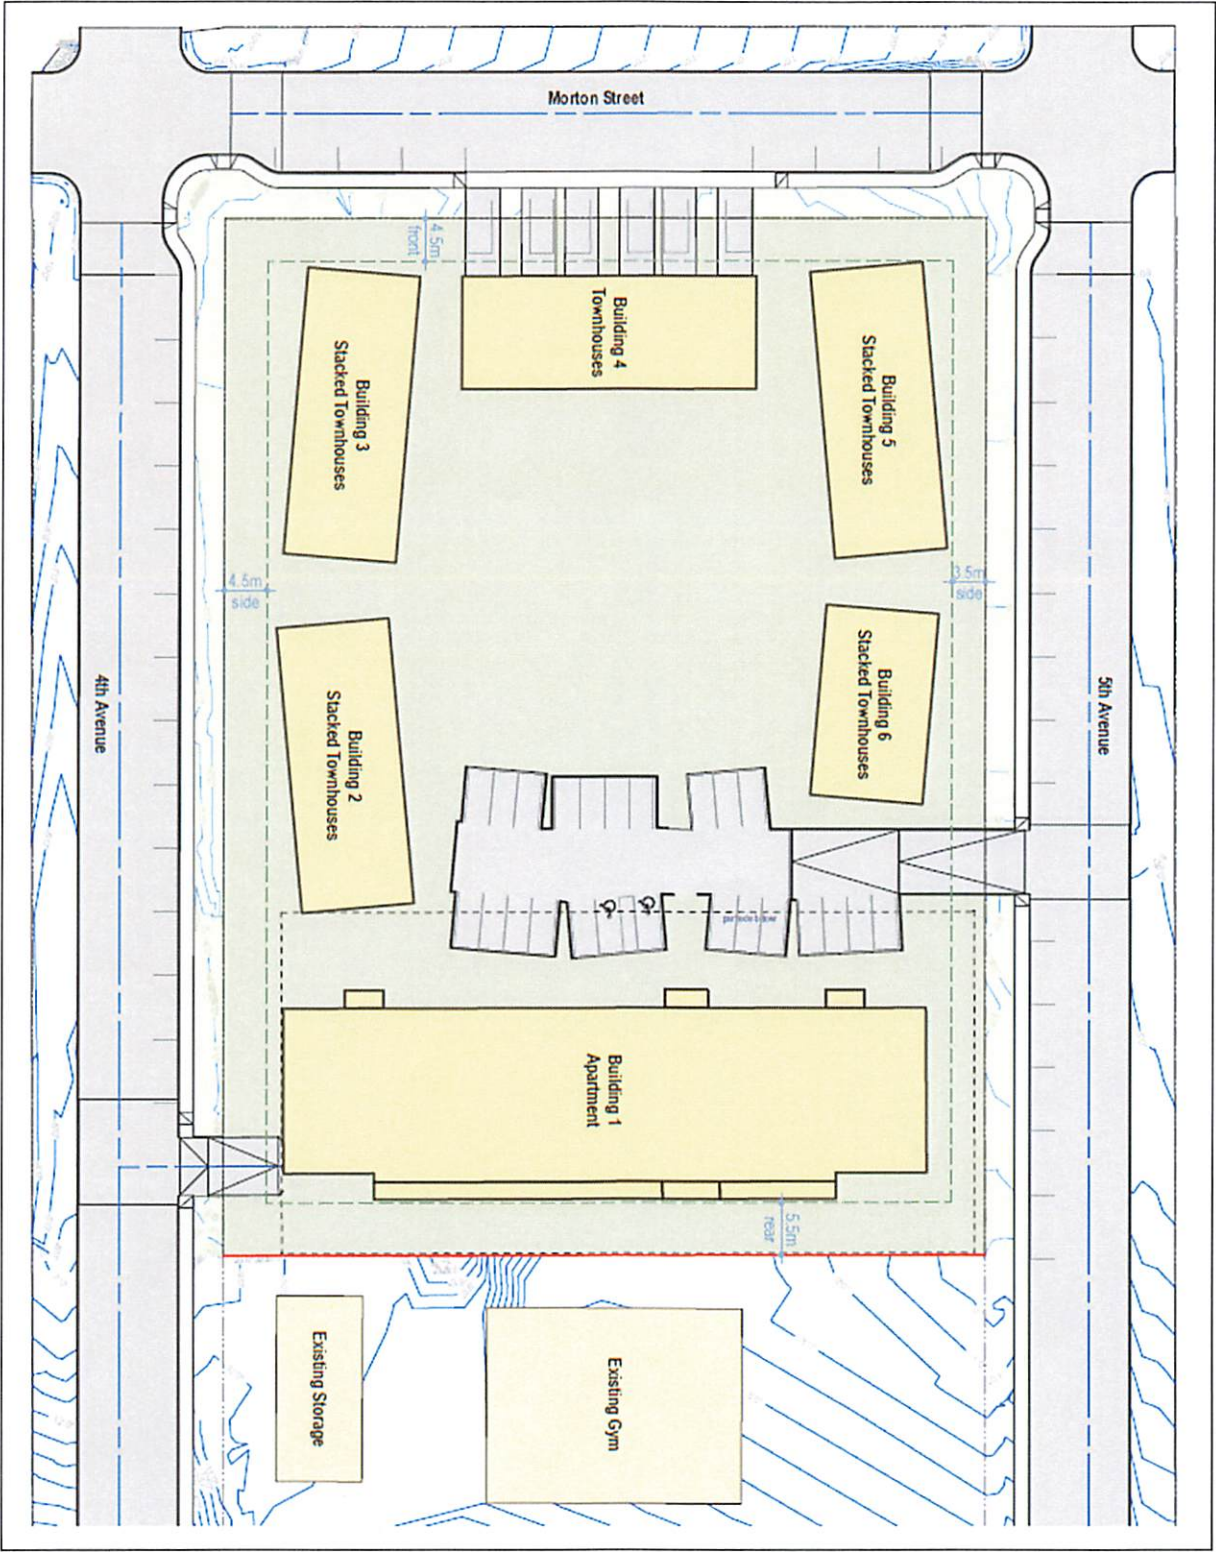 Morton Street
4.5m
front
Building 4
Townhouses
Building 3
Stacked Townhouses
Building 5
Stacked Townhouses
4.5m
side
3.5m
side
Building 2
Stacked Townhouses
Building 6
Stacked Townhouses
4th Avenue
5th Avenue
Building 1
Apartment
5.5m
rear
Existing Storage
Existing Gym